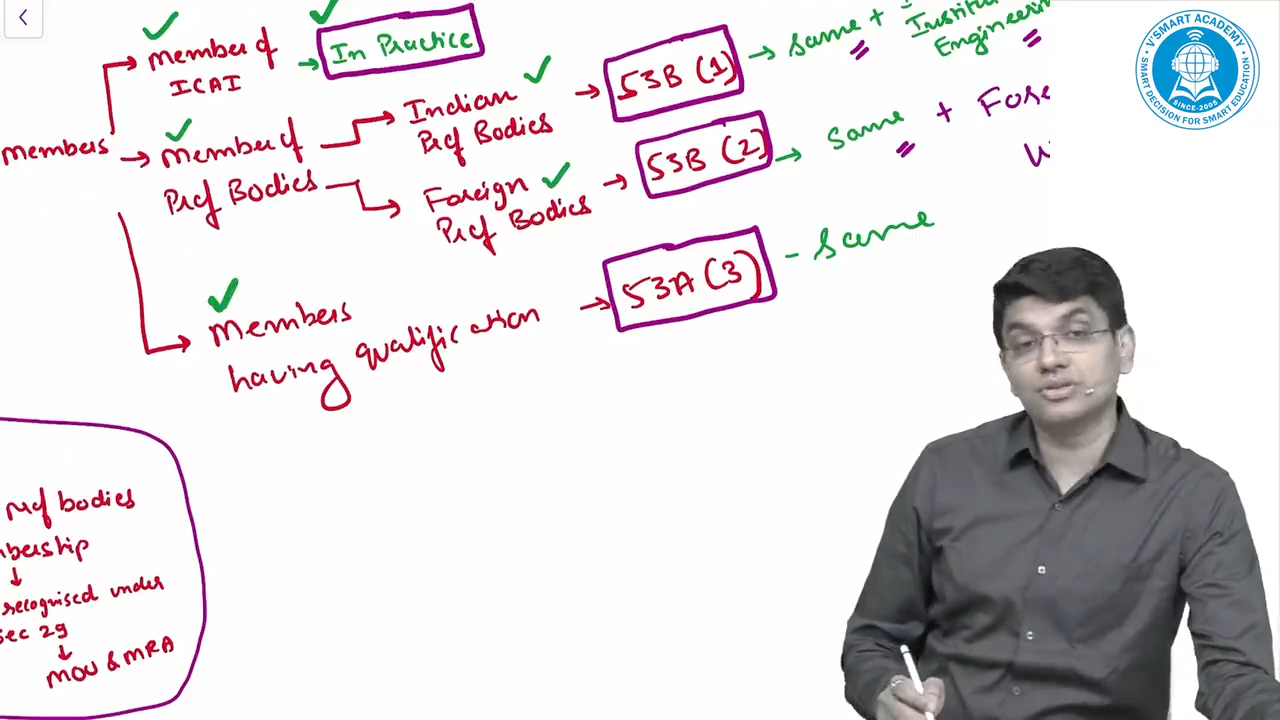 Member of
ICAI
In Practice
Members
Member of
Prof Bodies
Indian
Prof Bodies
53B (1)
Same +
Institu
Engineerin
Foreign
Prof Bodies
53B (2)
Same + Fore
Members
having qualification
53A (3)
- Same
Prof bodies
mbership
recognised under
Sec 29
MOU & MRA
V'SMART ACADEMY
SINCE-2005
SMART DECISION FOR SMART EDUCATION